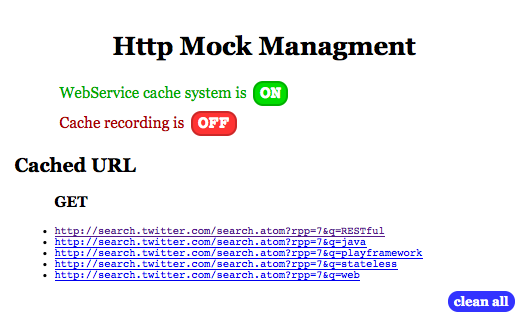 Http Mock Managment
WebService cache system is ON
Cache recording is OFF
Cached URL
GET
http://search.twitter.com/search.atom?rpp=7&q=RESTful
http://search.twitter.com/search.atom?rpp=7&q=java
http://search.twitter.com/search.atom?rpp=7&q=playframework
http://search.twitter.com/search.atom?rpp=7&q=stateless
http://search.twitter.com/search.atom?rpp=7&q=web
clean all